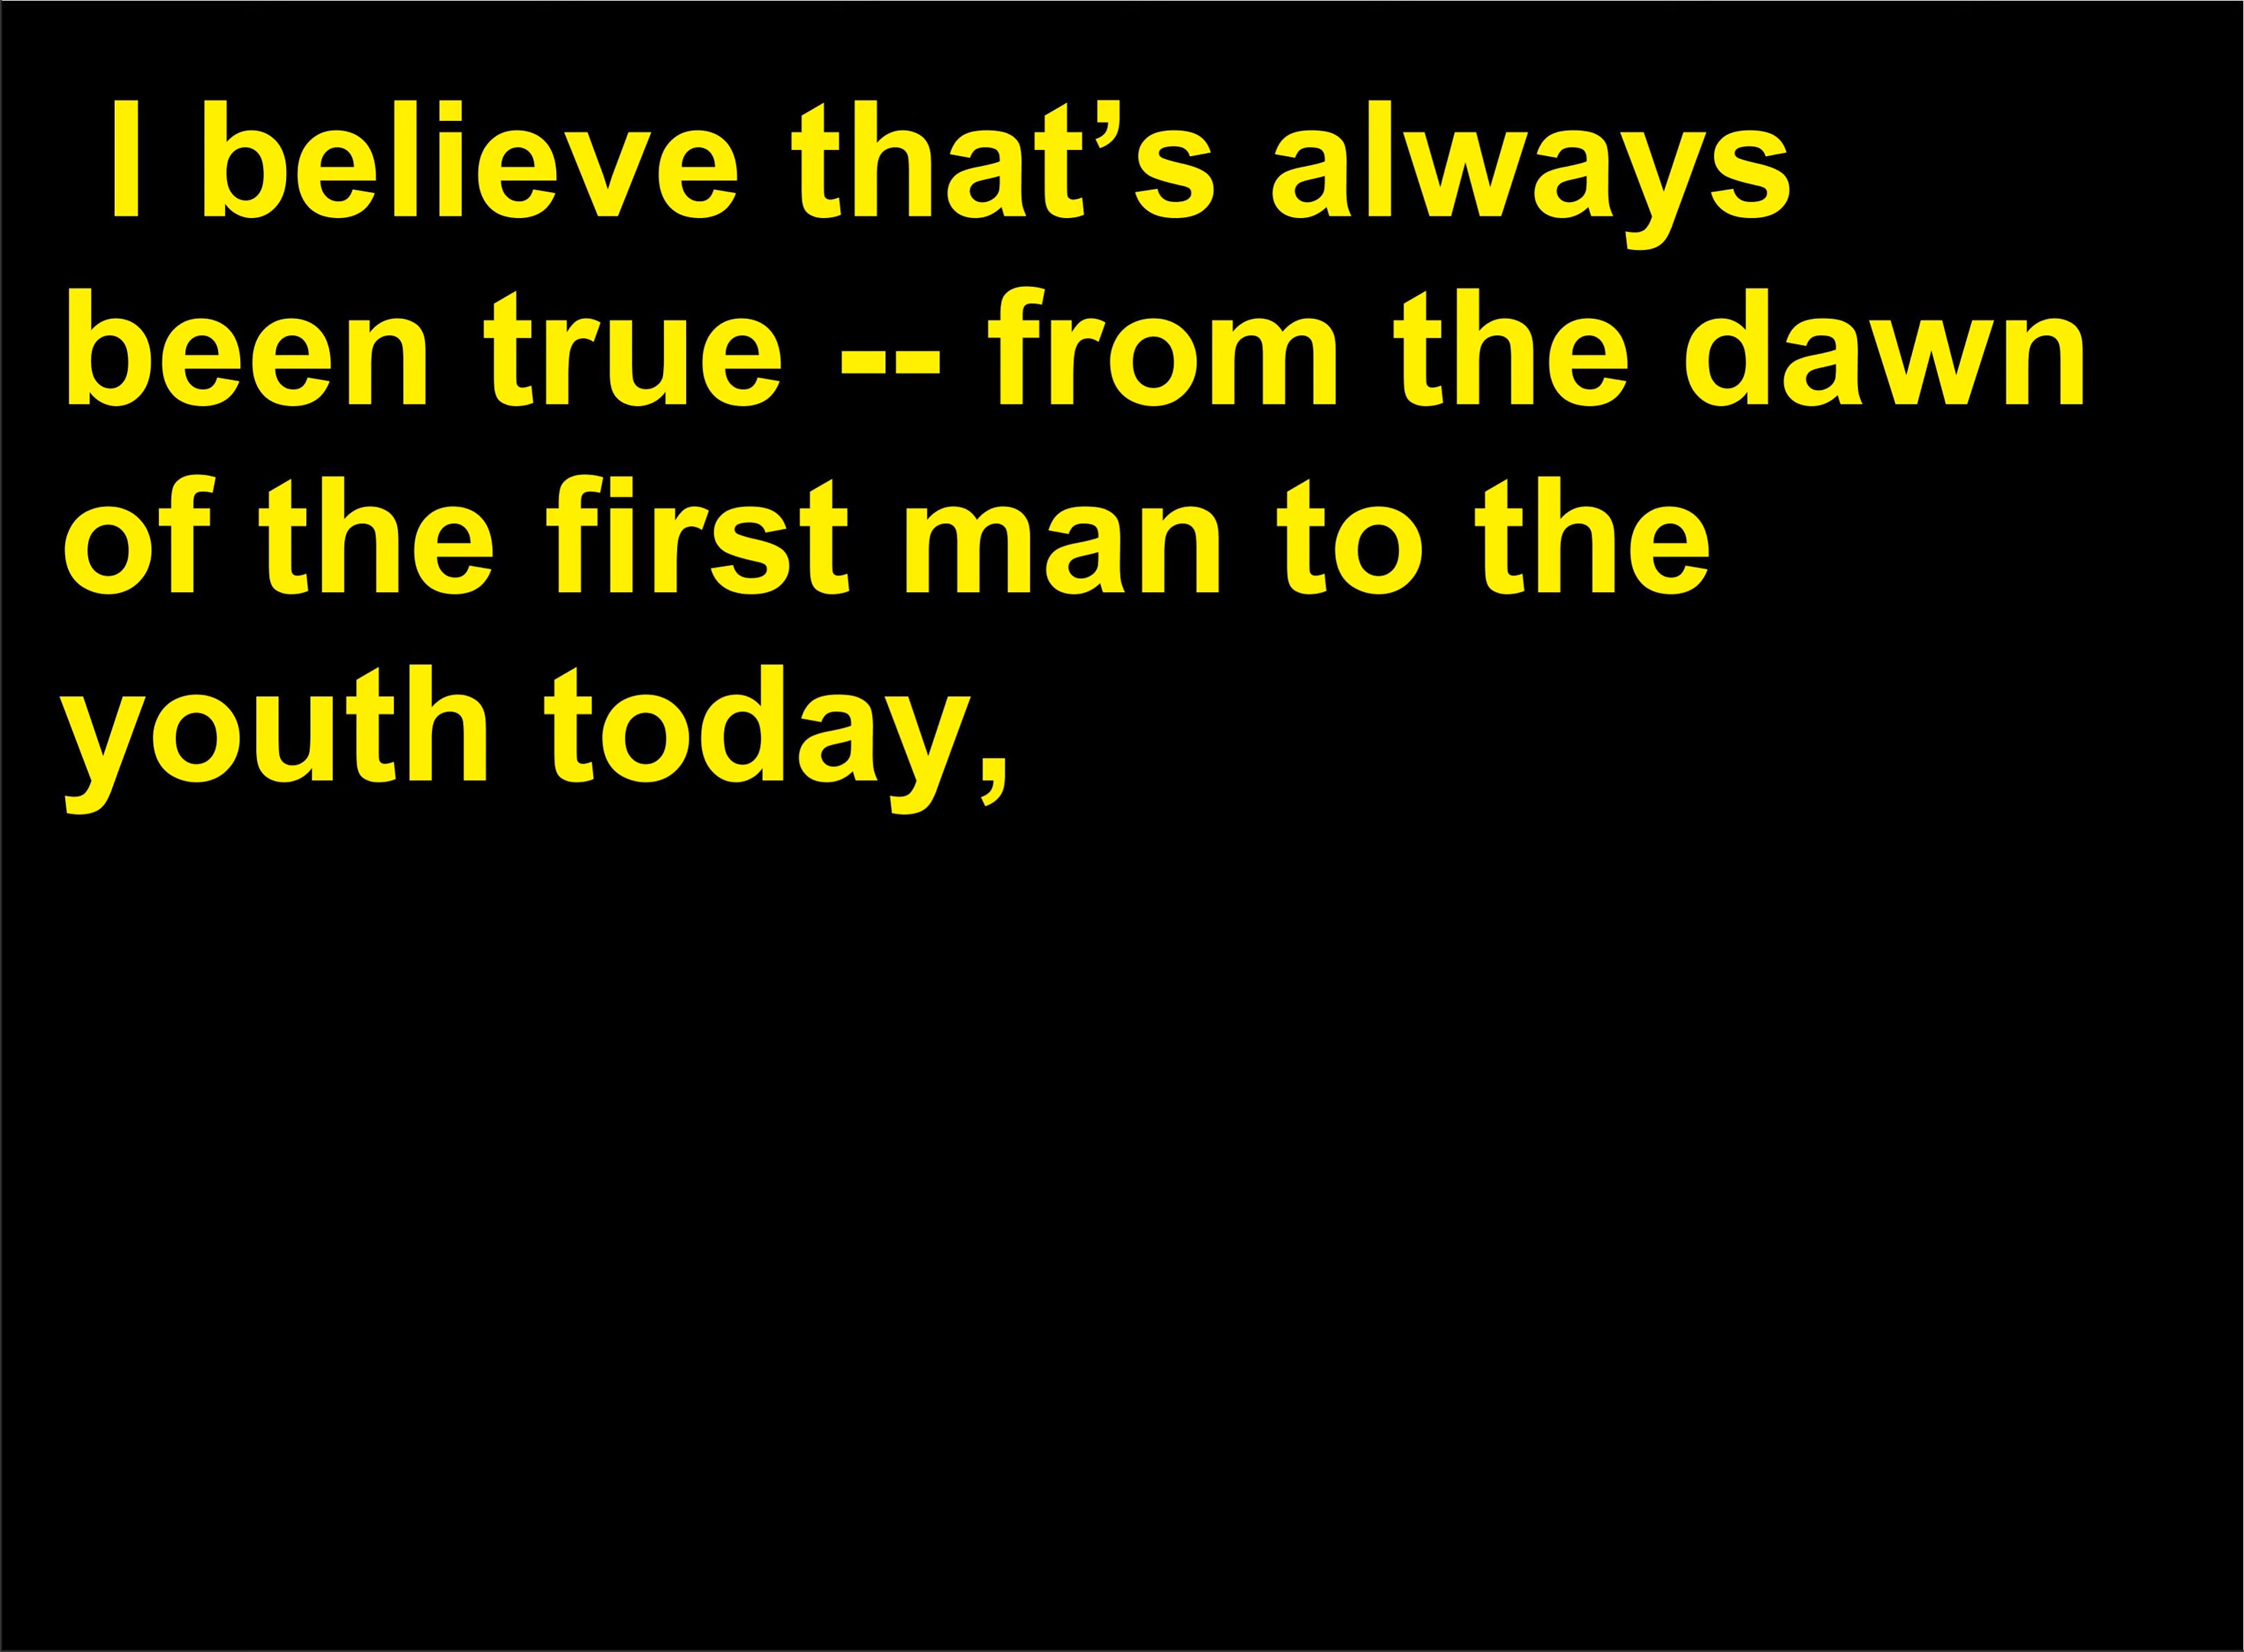 I believe that’s always
been true -- from the dawn
of the first man to the
youth today,